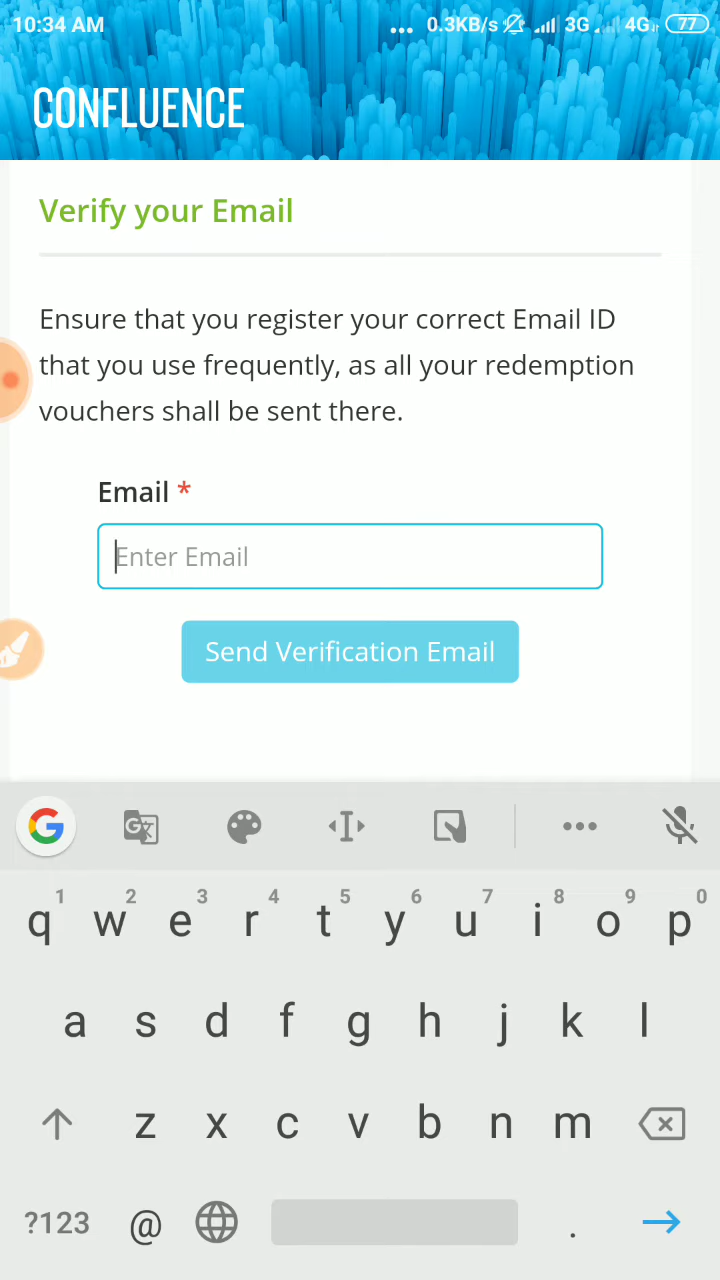 10:34 AM ... 0.3KB/s 3G 4G 77
CONFLUENCE
Verify your Email
Ensure that you register your correct Email ID
that you use frequently, as all your redemption
vouchers shall be sent there.
Email *
Enter Email
Send Verification Email
G G文
1 2 3 4 5 6 7 8 9 0
q w e r t y u i o p
a s d f g h j k l
z x c v b n m
?123 @ .